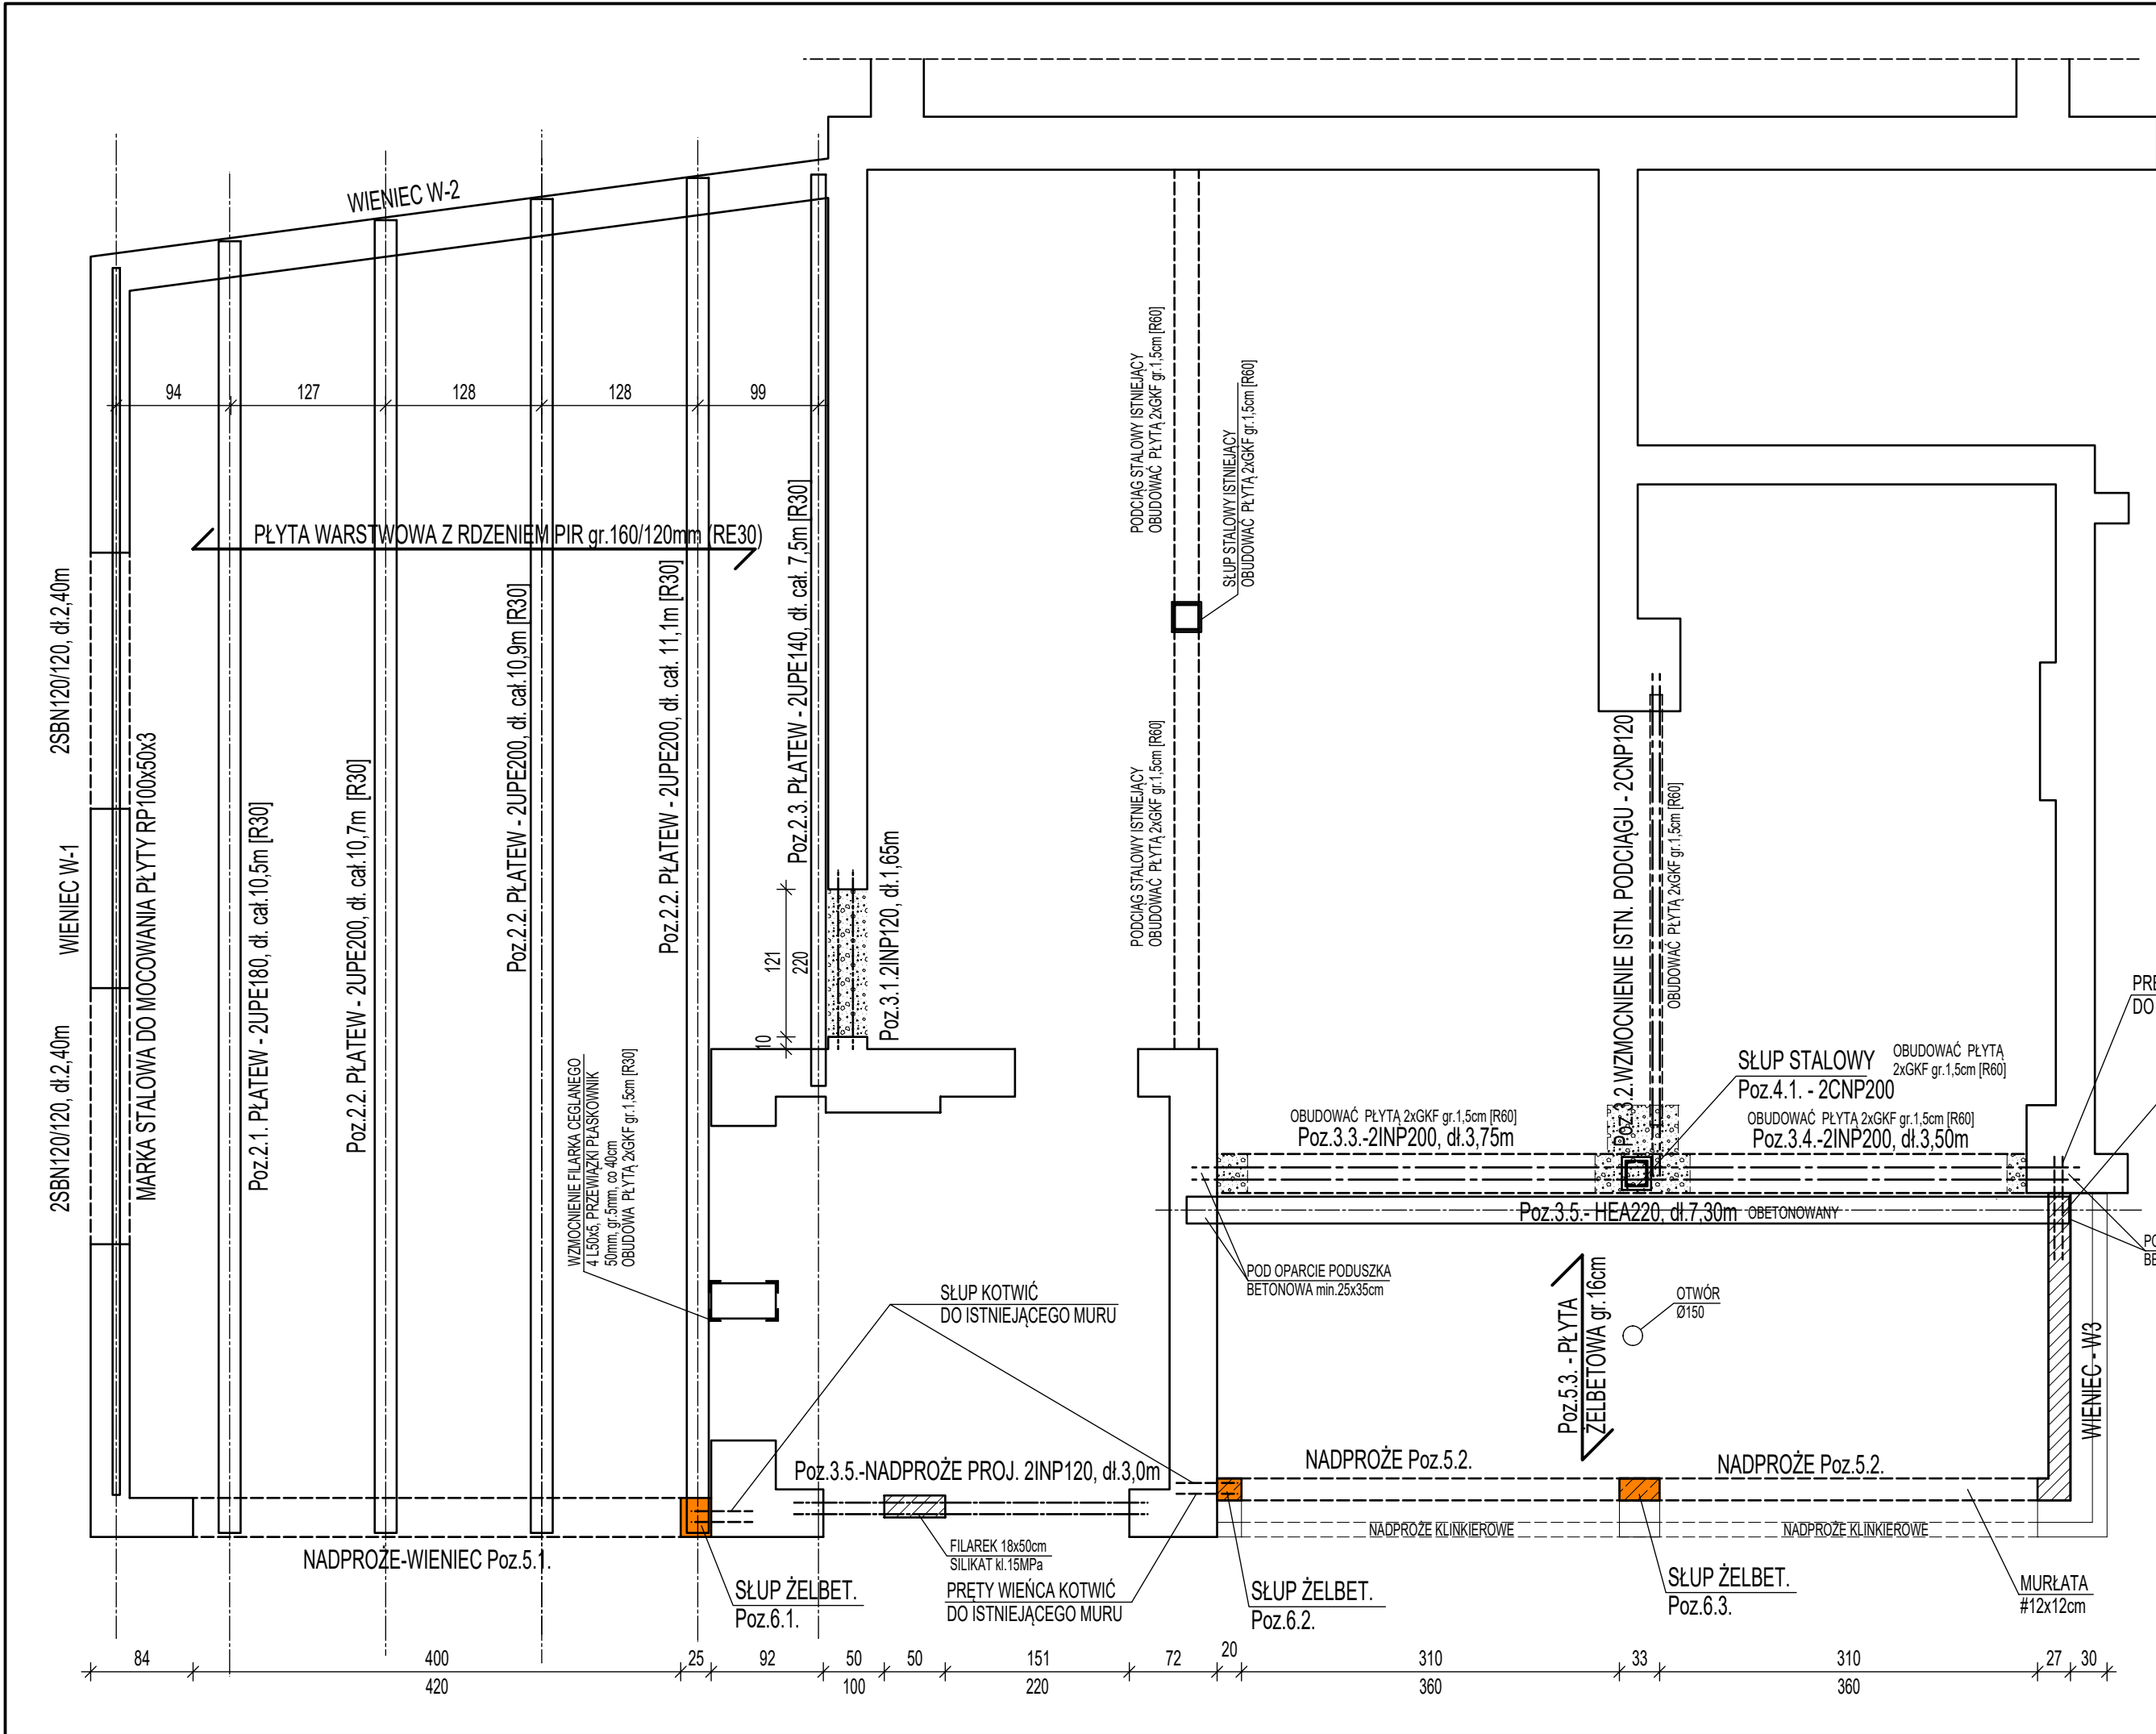 WIENIEC W-2
94
127
128
128
99
PŁYTA WARSTWOWA Z RDZENIEM PIR gr.160/120mm (RE30)
2SBN120/120, dł.2,40m
WIENIEC W-1
2SBN120/120, dł.2,40m
MARKA STALOWA DO MOCOWANIA PŁYTY RP100x50x3
Poz.2.1. PŁATEW - 2UPE180, dł. cał.10,5m [R30]
Poz.2.2. PŁATEW - 2UPE200, dł. cał.10,7m [R30]
Poz.2.2. PŁATEW - 2UPE200, dł. cał.10,9m [R30]
Poz.2.2. PŁATEW - 2UPE200, dł. cał. 11,1m [R30]
Poz.2.3. PŁATEW - 2UPE140, dł. cał. 7,5m [R30]
121
220
10
Poz.3.1.2INP120, dł.1,65m
PODCIĄG STALOWY ISTNIEJĄCY
OBUDOWAĆ PŁYTĄ 2xGKF gr.1,5cm [R60]
SŁUP STALOWY ISTNIEJĄCY
OBUDOWAĆ PŁYTĄ 2xGKF gr.1,5cm [R60]
PODCIĄG STALOWY ISTNIEJĄCY
OBUDOWAĆ PŁYTĄ 2xGKF gr.1,5cm [R60]
Poz.3.2.WZMOCNIENIE ISTN. PODCIĄGU - 2CNP120
OBUDOWAĆ PŁYTĄ 2xGKF gr.1,5cm [R60]
WZMOCNIENIE FILARKA CEGLANEGO
4 L50x5, PRZEWIĄZKI PŁASKOWNIK
50mm, gr.5mm, co 40cm
OBUDOWA PŁYTĄ 2xGKF gr.1,5cm [R30]
SŁUP STALOWY
Poz.4.1. - 2CNP200
OBUDOWAĆ PŁYTĄ
2xGKF gr.1,5cm [R60]
OBUDOWAĆ PŁYTĄ 2xGKF gr.1,5cm [R60]
Poz.3.3.-2INP200, dł.3,75m
OBUDOWAĆ PŁYTĄ 2xGKF gr.1,5cm [R60]
Poz.3.4.-2INP200, dł.3,50m
PRĘ
DO
Poz.3.5.- HEA220, dł.7,30m OBETONOWANY
PO
BE
POD OPARCIE PODUSZKA
BETONOWA min.25x35cm
SŁUP KOTWIĆ
DO ISTNIEJĄCEGO MURU
Poz.5.3. - PŁYTA
ŻELBETOWA gr.16cm
OTWÓR
Ø150
WIENIEC - W3
Poz.3.5.-NADPROŻE PROJ. 2INP120, dł.3,0m
NADPROŻE Poz.5.2.
NADPROŻE Poz.5.2.
NADPROŻE KLINKIEROWE
NADPROŻE KLINKIEROWE
NADPROŻE-WIENIEC Poz.5.1.
FILAREK 18x50cm
SILIKAT kl.15MPa
PRĘTY WIEŃCA KOTWIĆ
DO ISTNIEJĄCEGO MURU
SŁUP ŻELBET.
Poz.6.1.
SŁUP ŻELBET.
Poz.6.2.
SŁUP ŻELBET.
Poz.6.3.
MURŁATA
#12x12cm
84
400
25
92
50
50
151
72
20
310
33
310
27
30
420
100
220
360
360